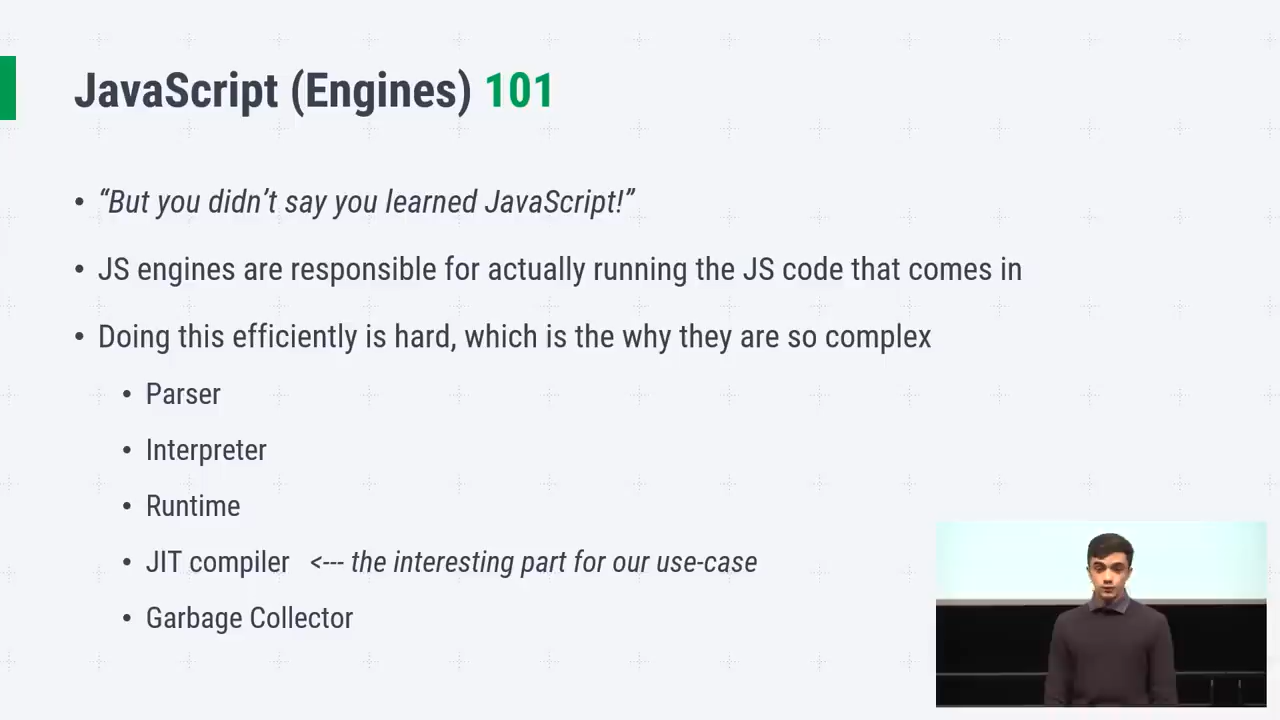 JavaScript (Engines) 101
• “But you didn’t say you learned JavaScript!”
• JS engines are responsible for actually running the JS code that comes in
• Doing this efficiently is hard, which is the why they are so complex
• Parser
• Interpreter
• Runtime
• JIT compiler <--- the interesting part for our use-case
• Garbage Collector